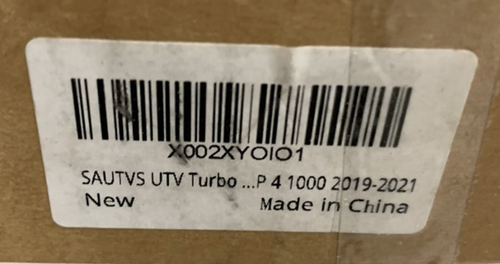 X002XYOIO1
SAUTVS UTV Turbo ...P 4 1000 2019-2021
New Made in China